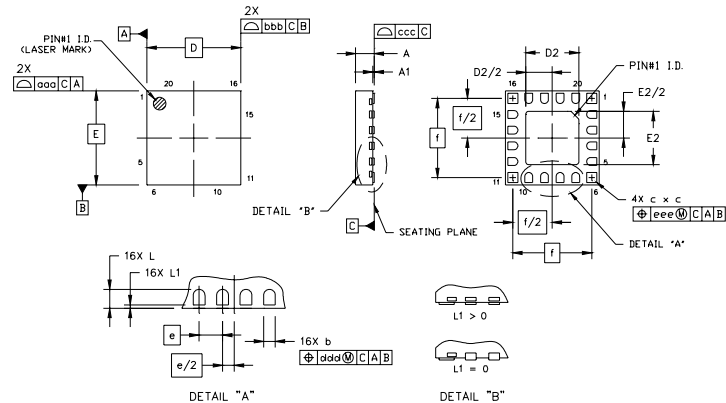 2X
⌓ bbb C B
A
D
PIN#1 I.D.
(LASER MARK)
2X
⌓ aaa C A
1
20
16
15
E
5
11
6
10
B
⌓ ccc C
A
A1
DETAIL "B"
C
SEATING PLANE
D2
D2/2
PIN#1 I.D.
16
20
1
E2/2
f/2
15
f
E2
11
5
10
6
4X c x c
⌖ eee Ⓜ C A B
f/2
DETAIL "A"
f
16X L
16X L1
e
16X b
⌖ ddd Ⓜ C A B
e/2
DETAIL "A"
L1 > 0
L1 = 0
DETAIL "B"